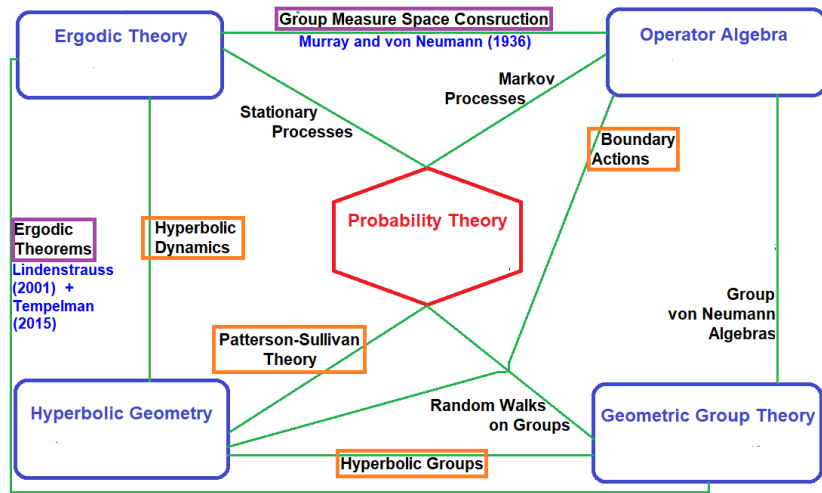 Group Measure Space Consruction
Ergodic Theory
Murray and von Neumann (1936)
Operator Algebra
Markov
Processes
Stationary
Processes
Boundary
Actions
Probability Theory
Ergodic
Theorems
Lindenstrauss
(2001) +
Tempelman
(2015)
Hyperbolic
Dynamics
Group
von Neumann
Algebras
Patterson-Sullivan
Theory
Hyperbolic Geometry
Random Walks
on Groups
Geometric Group Theory
Hyperbolic Groups